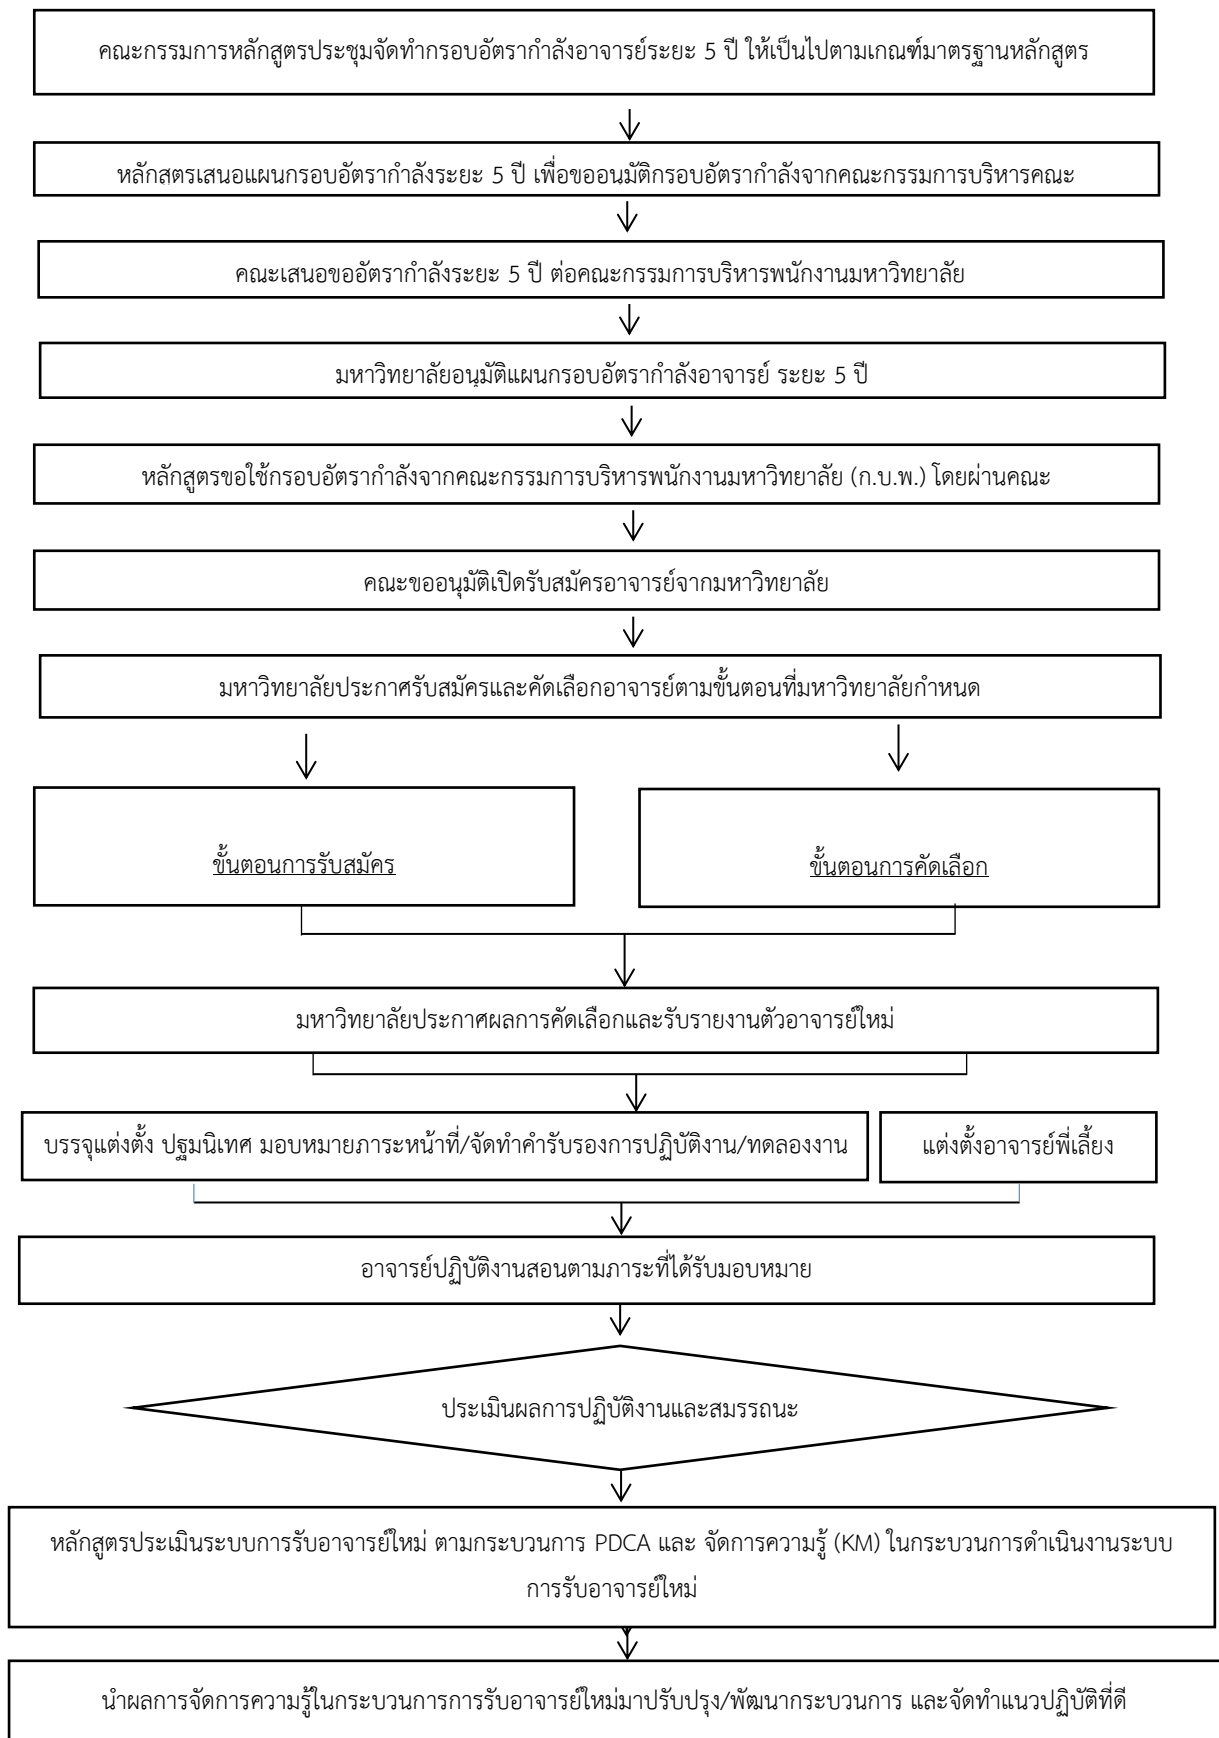 คณะกรรมการหลักสูตรประชุมจัดทำกรอบอัตรากำลังอาจารย์ระยะ 5 ปี ให้เป็นไปตามเกณฑ์มาตรฐานหลักสูตร
หลักสูตรเสนอแผนกรอบอัตรากำลังระยะ 5 ปี เพื่อขออนุมัติกรอบอัตรากำลังจากคณะกรรมการบริหารคณะ
คณะเสนอขออัตรากำลังระยะ 5 ปี ต่อคณะกรรมการบริหารพนักงานมหาวิทยาลัย
มหาวิทยาลัยอนุมัติแผนกรอบอัตรากำลังอาจารย์ ระยะ 5 ปี
หลักสูตรขอใช้กรอบอัตรากำลังจากคณะกรรมการบริหารพนักงานมหาวิทยาลัย (ก.บ.พ.) โดยผ่านคณะ
คณะขออนุมัติเปิดรับสมัครอาจารย์จากมหาวิทยาลัย
มหาวิทยาลัยประกาศรับสมัครและคัดเลือกอาจารย์ตามขั้นตอนที่มหาวิทยาลัยกำหนด
ขั้นตอนการรับสมัคร
ขั้นตอนการคัดเลือก
มหาวิทยาลัยประกาศผลการคัดเลือกและรับรายงานตัวอาจารย์ใหม่
บรรจุแต่งตั้ง ปฐมนิเทศ มอบหมายภาระหน้าที่/จัดทำคำรับรองการปฏิบัติงาน/ทดลองงาน
แต่งตั้งอาจารย์พี่เลี้ยง
อาจารย์ปฏิบัติงานสอนตามภาระที่ได้รับมอบหมาย
ประเมินผลการปฏิบัติงานและสมรรถนะ
หลักสูตรประเมินระบบการรับอาจารย์ใหม่ ตามกระบวนการ PDCA และ จัดการความรู้ (KM) ในกระบวนการดำเนินงานระบบ
การรับอาจารย์ใหม่
นำผลการจัดการความรู้ในกระบวนการการรับอาจารย์ใหม่มาปรับปรุง/พัฒนากระบวนการ และจัดทำแนวปฏิบัติที่ดี